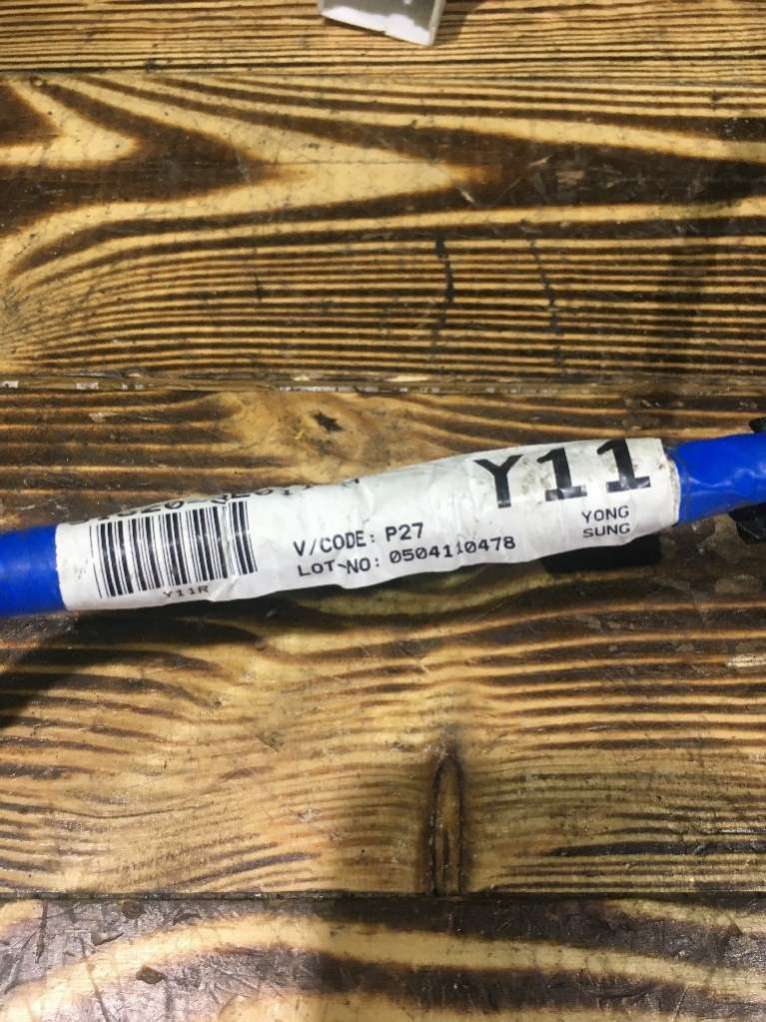 Y11
V/CODE: P27
LOT-NO: 0504110478
YONG
SUNG
Y11R